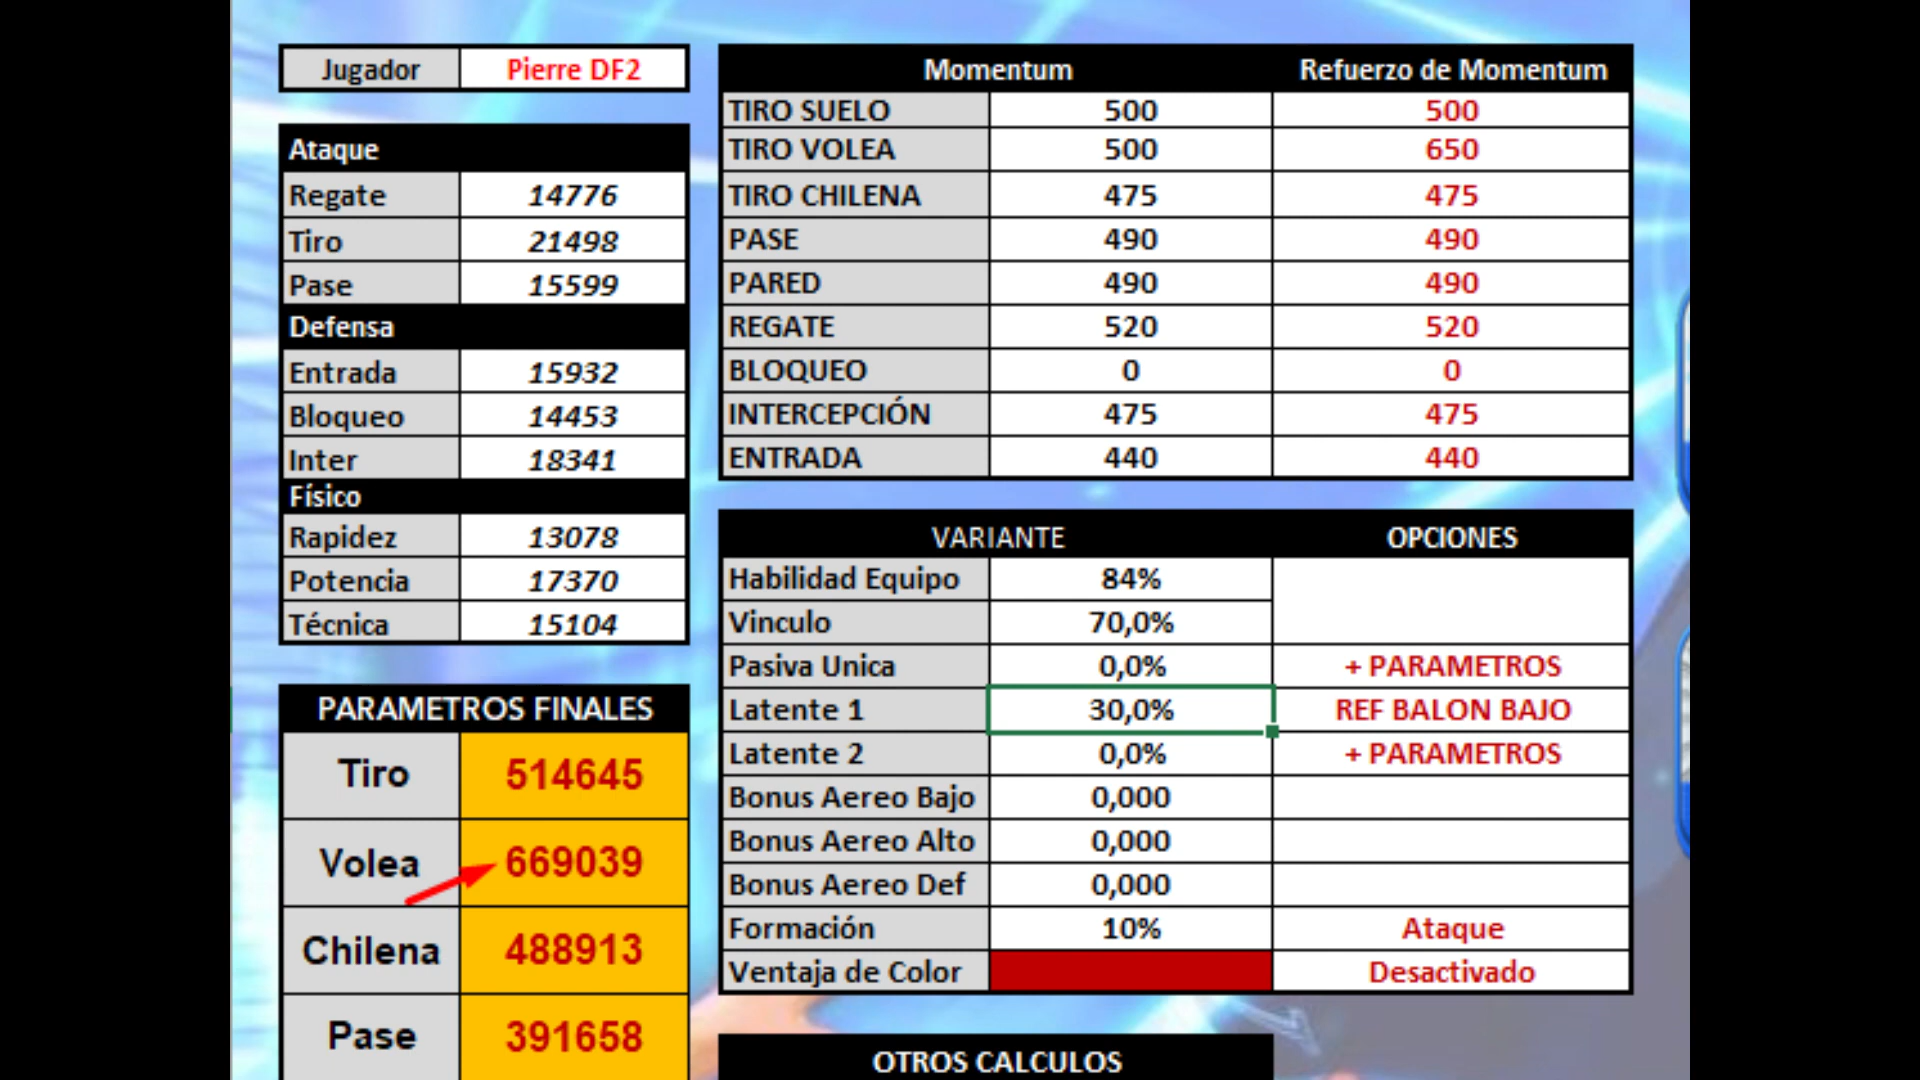 Jugador Pierre DF2
Ataque
Regate 14776
Tiro 21498
Pase 15599
Defensa
Entrada 15932
Bloqueo 14453
Inter 18341
Físico
Rapidez 13078
Potencia 17370
Técnica 15104
PARAMETROS FINALES
Tiro 514645
Volea 669039
Chilena 488913
Pase 391658
Momentum Refuerzo de Momentum
TIRO SUELO 500 500
TIRO VOLEA 500 650
TIRO CHILENA 475 475
PASE 490 490
PARED 490 490
REGATE 520 520
BLOQUEO 0 0
INTERCEPCIÓN 475 475
ENTRADA 440 440
VARIANTE OPCIONES
Habilidad Equipo 84%
Vinculo 70,0%
Pasiva Unica 0,0% + PARAMETROS
Latente 1 30,0% REF BALON BAJO
Latente 2 0,0% + PARAMETROS
Bonus Aereo Bajo 0,000
Bonus Aereo Alto 0,000
Bonus Aereo Def 0,000
Formación 10% Ataque
Ventaja de Color Desactivado
OTROS CALCULOS